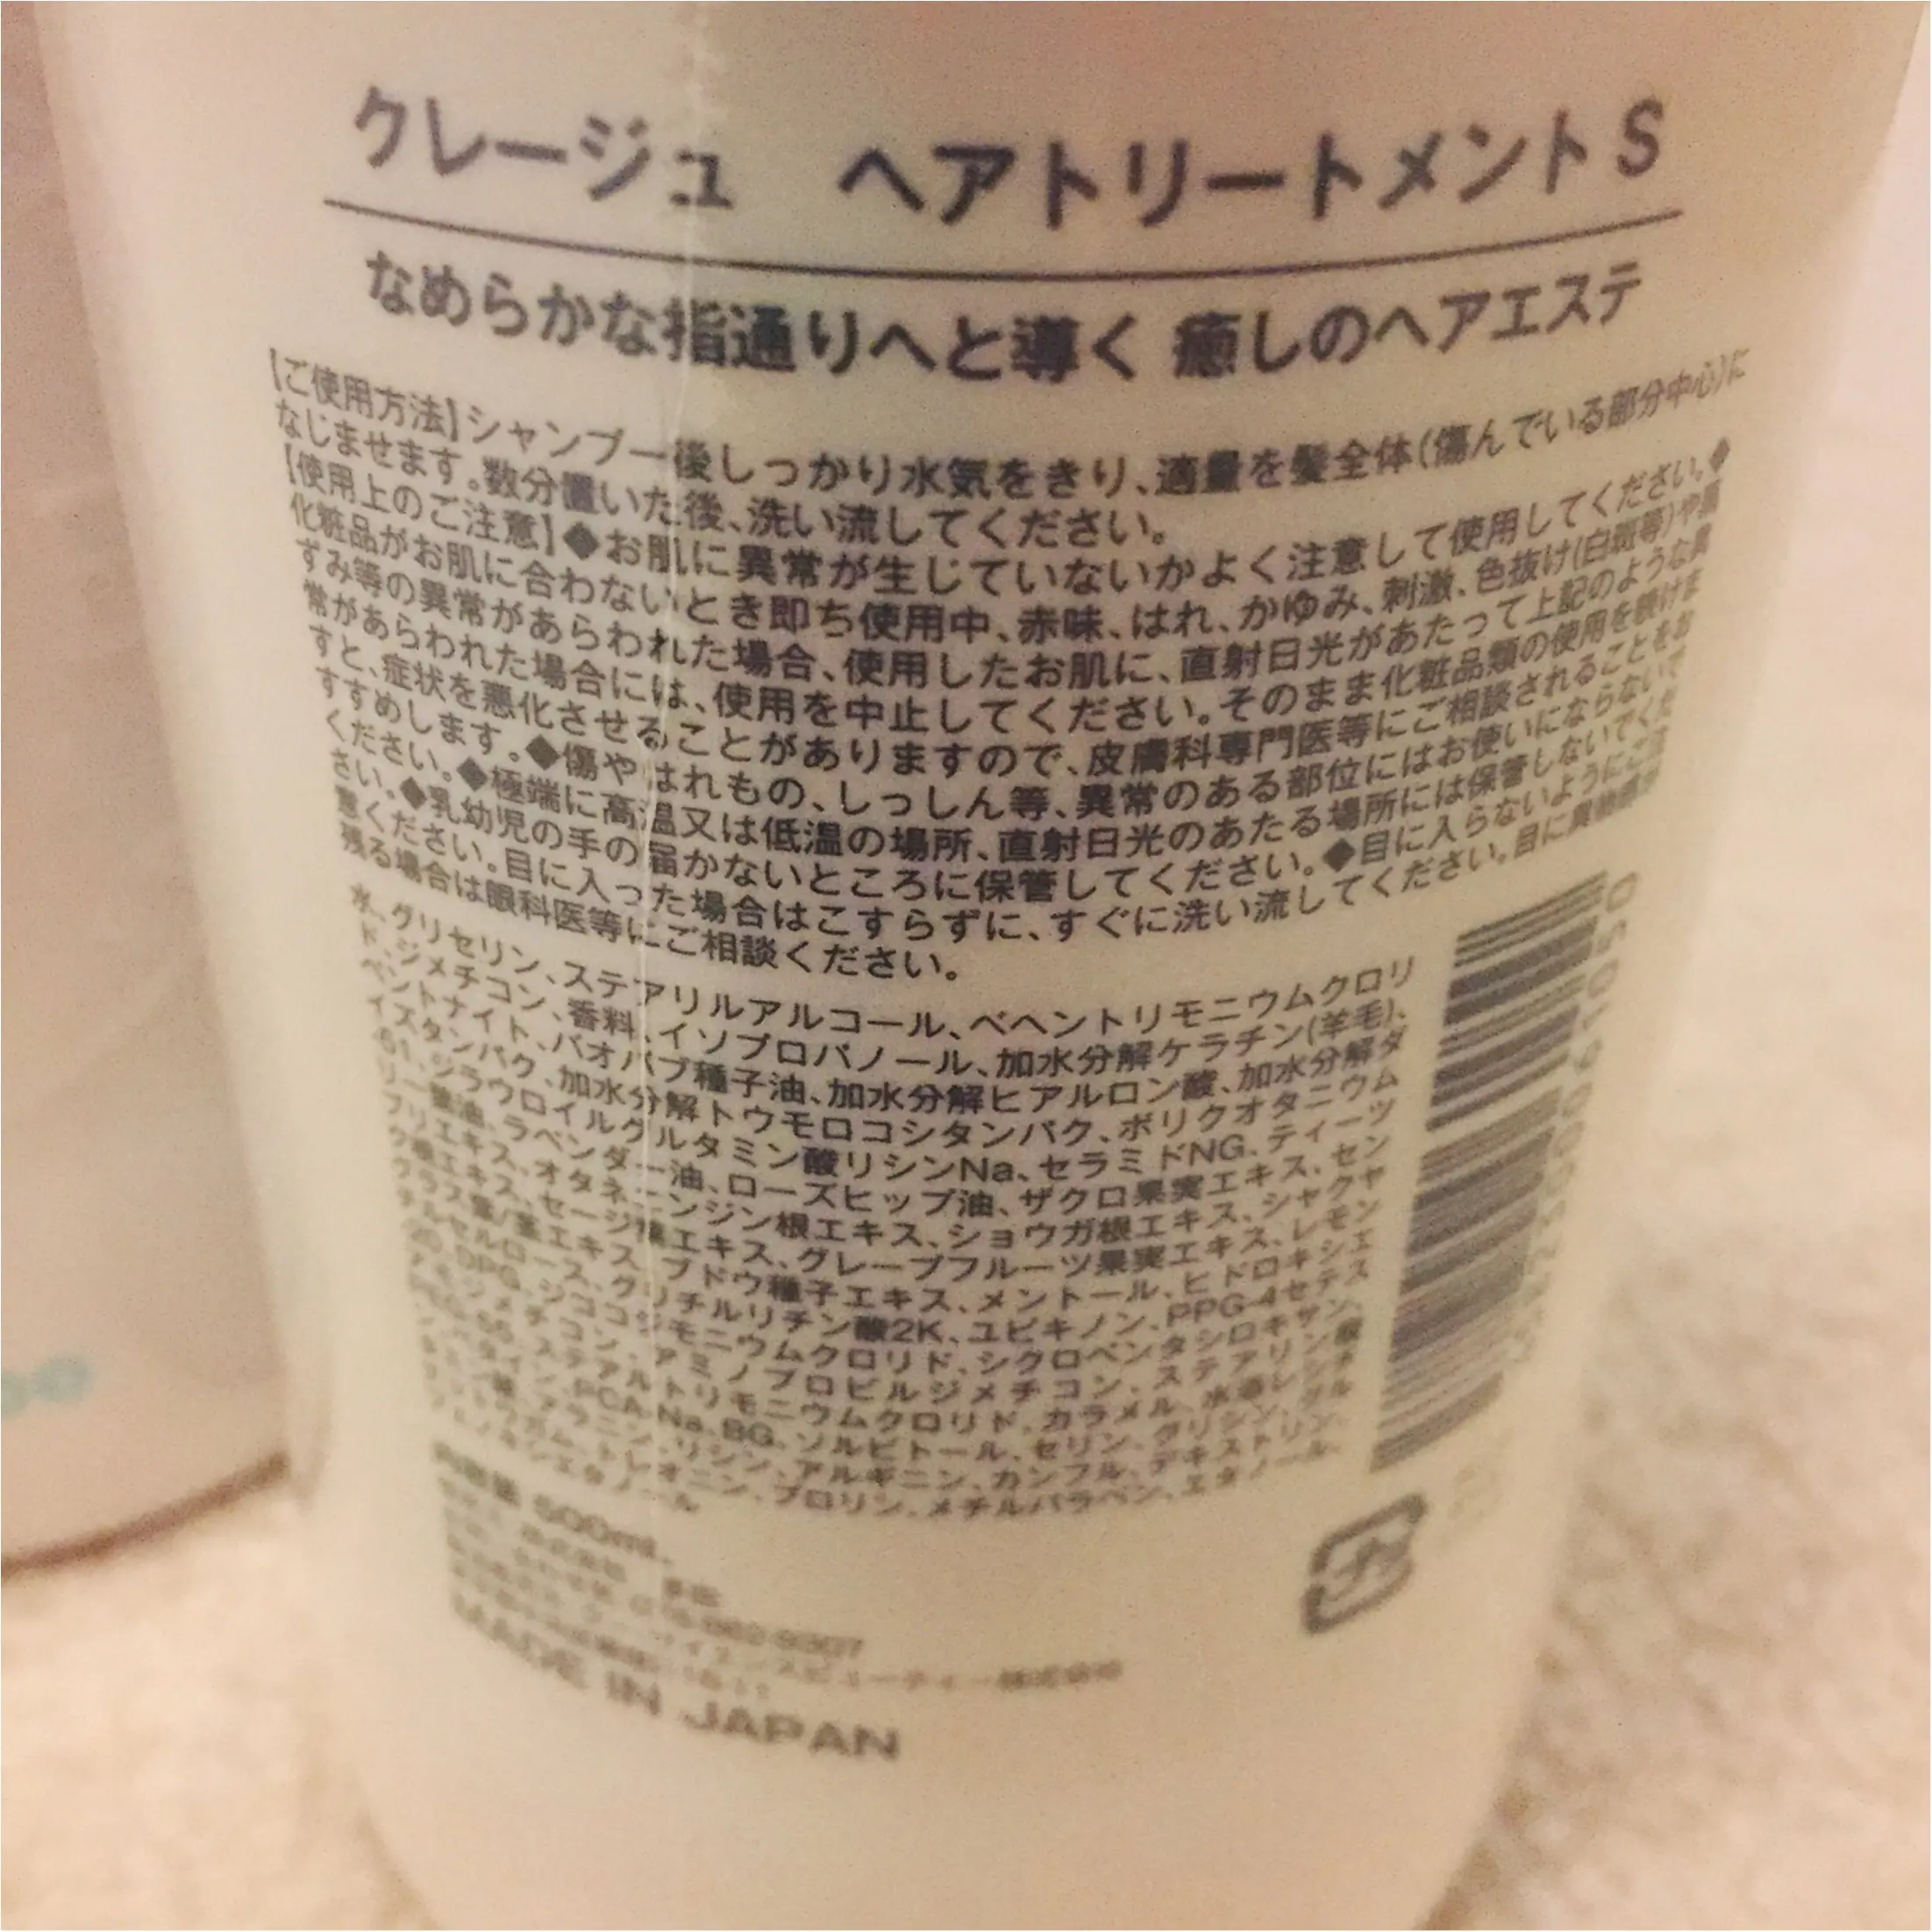 クレージュ ヘアトリートメントS
なめらかな指通りへと導く 癒しのヘアエステ
【ご使用方法】シャンプー後しっかり水気をきり、適量を髪全体(傷んでいる部分中心)に
なじませます。数分置いた後、洗い流してください。
【使用上のご注意】◆お肌に異常が生じていないかよく注意して使用してください。◆
化粧品がお肌に合わないとき即ち使用中、赤味、はれ、かゆみ、刺激、色抜け(白斑等)や黒
ずみ等の異常があらわれた場合、使用したお肌に、直射日光があたって上記のような異
常があらわれた場合には、使用を中止してください。そのまま化粧品類の使用を続けま
すと、症状を悪化させることがありますので、皮膚科専門医等にご相談されることをお
すすめします。◆傷やはれもの、しっしん等、異常のある部位にはお使いにならないで
ください。◆極端に高温又は低温の場所、直射日光のあたる場所には保管しないでくだ
さい。◆乳幼児の手の届かないところに保管してください。◆目に入らないようにご注
意ください。目に入った場合はこすらずに、すぐに洗い流してください。目に異物感が
残る場合は眼科医等にご相談ください。
水、グリセリン、ステアリルアルコール、ベヘントリモニウムクロリ
ド、ジメチコン、香料、イソプロパノール、加水分解ケラチン(羊毛)、
ベントナイト、バオバブ種子油、加水分解ヒアルロン酸、加水分解ダ
イズタンパク、加水分解トウモロコシタンパク、ポリクオタニウム
-61、ジラウロイルグルタミン酸リシンNa、セラミドNG、ティーツ
リー葉油、ラベンダー油、ローズヒップ油、ザクロ果実エキス、セン
ブリエキス、オタネニンジン根エキス、ショウガ根エキス、シャクヤ
ク根エキス、セージ葉エキス、グレープフルーツ果実エキス、レモン
グラス葉/茎エキス、ブドウ種子エキス、メントール、ヒドロキシエ
チルセルロース、グリチルリチン酸2K、ユビキノン、PPG-4セテス
-20、DPG、ジココジモニウムクロリド、シクロペンタシロキサン、
アモジメチコン、アミノプロピルジメチコン、ステアリン酸
ステアルトリモニウムクロリド、カラメル、水添レシチ
PCA-Na、BG、ソルビトール、セリン、グリシン、グル
アラニン、リシン、アルギニン、カンフル、デキストリン、
トレオニン、プロリン、メチルパラベン、エタノール、
フェノキシエタノール
内容量 500mL
MADE IN JAPAN